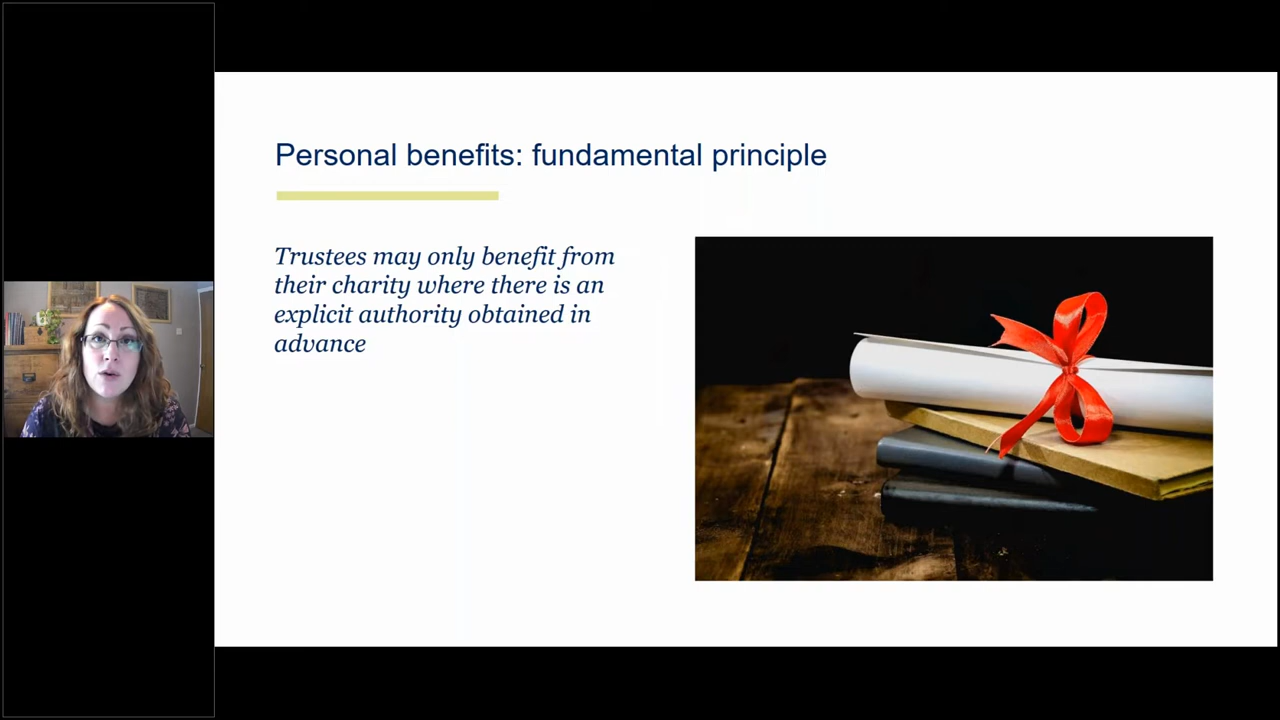 Personal benefits: fundamental principle
Trustees may only benefit from
their charity where there is an
explicit authority obtained in
advance